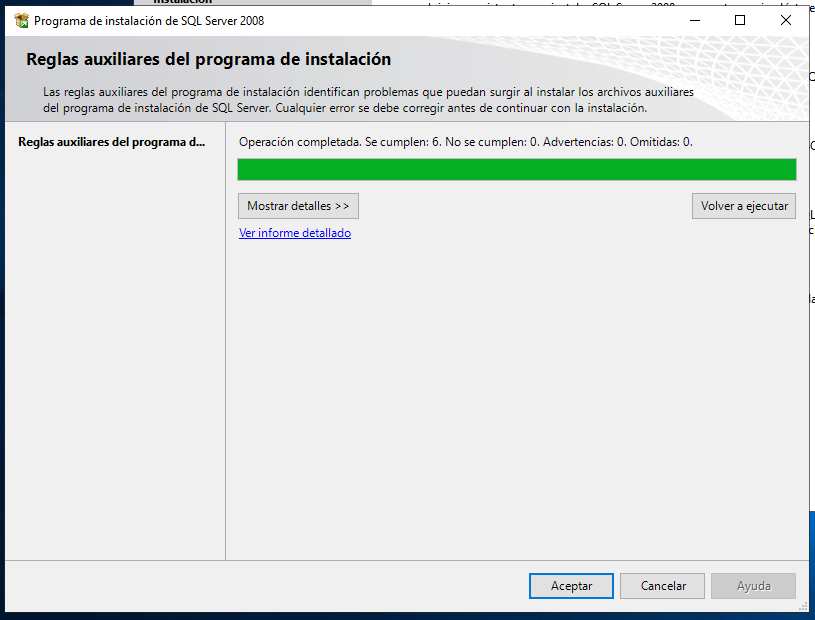 Programa de instalación de SQL Server 2008
Reglas auxiliares del programa de instalación
Las reglas auxiliares del programa de instalación identifican problemas que puedan surgir al instalar los archivos auxiliares
del programa de instalación de SQL Server. Cualquier error se debe corregir antes de continuar con la instalación.
Reglas auxiliares del programa d...
Operación completada. Se cumplen: 6. No se cumplen: 0. Advertencias: 0. Omitidas: 0.
Mostrar detalles >>
Volver a ejecutar
Ver informe detallado
Aceptar
Cancelar
Ayuda